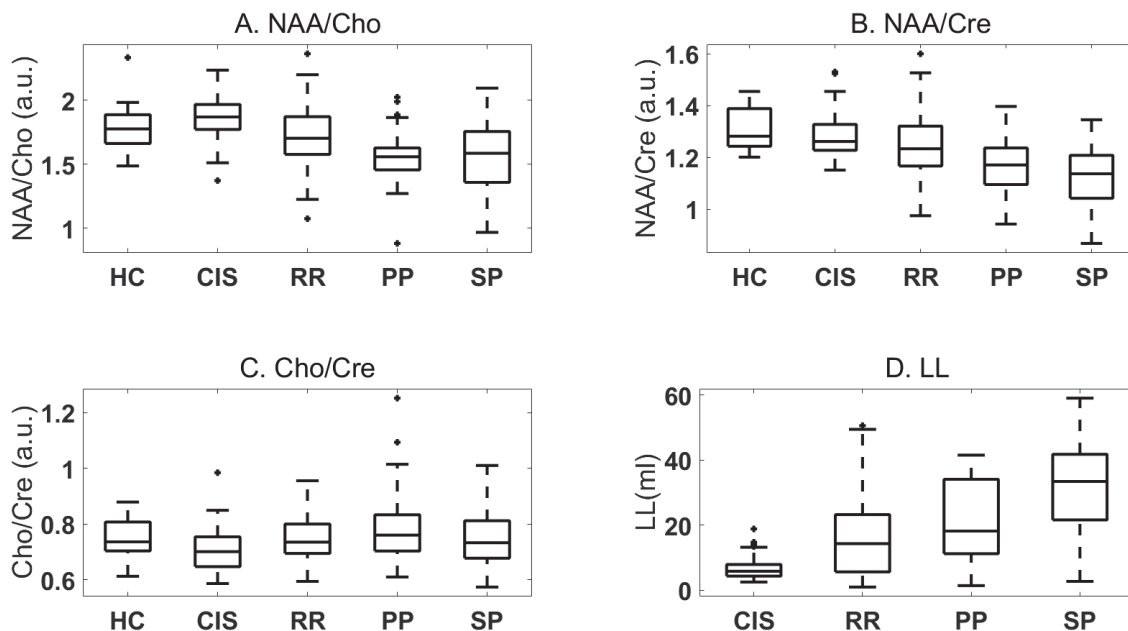 A. NAA/Cho
NAA/Cho (a.u.)
2
1.5
1
HC CIS RR PP SP
B. NAA/Cre
NAA/Cre (a.u.)
1.6
1.4
1.2
1
HC CIS RR PP SP
C. Cho/Cre
Cho/Cre (a.u.)
1.2
1
0.8
0.6
HC CIS RR PP SP
D. LL
LL(ml)
60
40
20
0
CIS RR PP SP